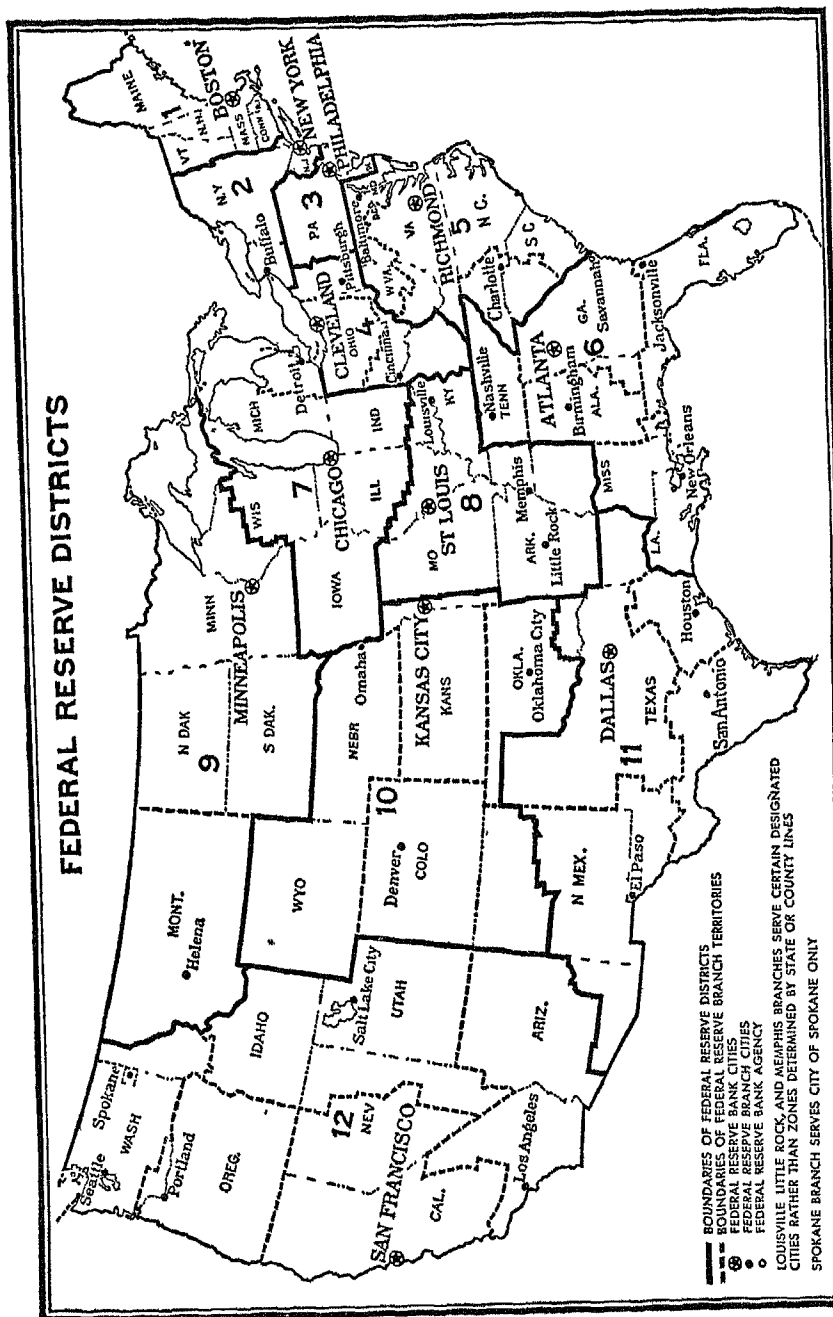 FEDERAL RESERVE DISTRICTS
MAINE
1
VT
N.H.
BOSTON
MASS
CONN
R.I.
NEW YORK
PHILADELPHIA
N.Y
2
Buffalo
N.J.
PA
3
Pittsburgh
CLEVELAND
OHIO
4
Cincinnati
Baltimore
MD
DEL
W.VA
VA
RICHMOND
5
N C.
Charlotte
S C
MICH
Detroit
WIS
7
CHICAGO
IND
ILL
IOWA
Louisville
KY
ST LOUIS
8
MO
Nashville
TENN
Memphis
ARK.
Little Rock
ATLANTA
GA.
6
Savannah
Birmingham
ALA.
Jacksonville
FLA.
MISS
New Orleans
LA.
MINN
MINNEAPOLIS
N DAK
9
S DAK.
MONT.
Helena
NEBR
Omaha
KANSAS CITY
KANS
10
WYO
Denver
COLO
OKLA.
Oklahoma City
DALLAS
TEXAS
11
Houston
San Antonio
N MEX.
El Paso
Spokane
Seattle
WASH
Portland
OREG.
IDAHO
Salt Lake City
UTAH
12
NEV
SAN FRANCISCO
CAL.
Los Angeles
ARIZ.
BOUNDARIES OF FEDERAL RESERVE DISTRICTS
BOUNDARIES OF FEDERAL RESERVE BRANCH TERRITORIES
FEDERAL RESERVE BANK CITIES
FEDERAL RESERVE BRANCH CITIES
FEDERAL RESERVE BANK AGENCY
LOUISVILLE LITTLE ROCK, AND MEMPHIS BRANCHES SERVE CERTAIN DESIGNATED
CITIES RATHER THAN ZONES DETERMINED BY STATE OR COUNTY LINES
SPOKANE BRANCH SERVES CITY OF SPOKANE ONLY